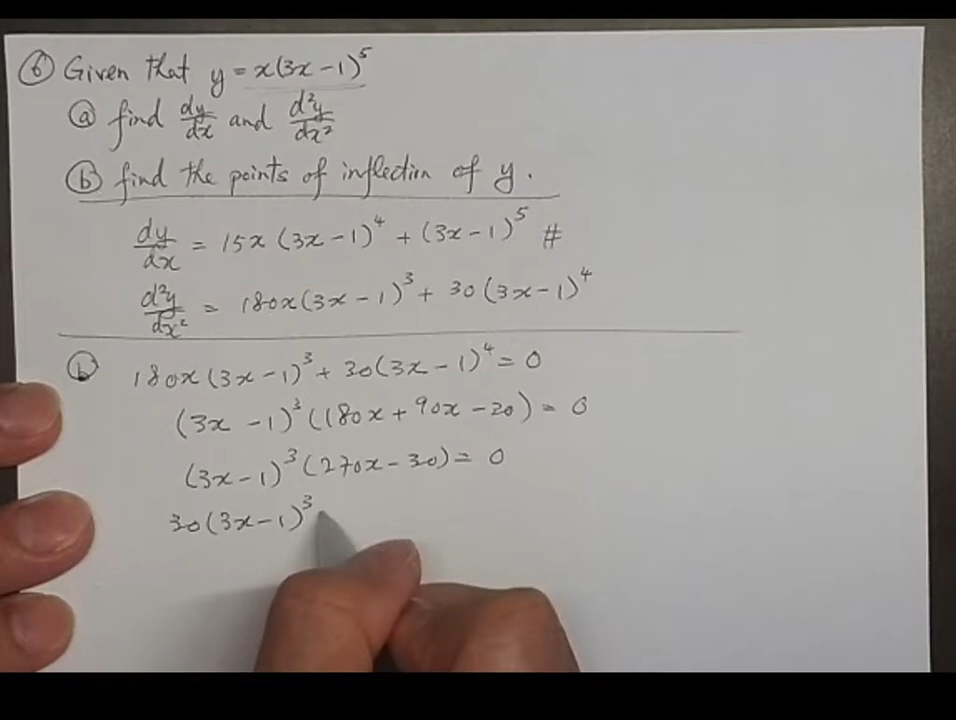 ⑥ Given that y = x(3x-1)⁵
ⓐ find dy/dx and d²y/dx²
ⓑ find the points of inflection of y.
dy/dx = 15x(3x-1)⁴ + (3x-1)⁵ #
d²y/dx² = 180x(3x-1)³ + 30(3x-1)⁴
ⓑ 180x(3x-1)³ + 30(3x-1)⁴ = 0
(3x-1)³(180x + 90x - 30) = 0
(3x-1)³(270x - 30) = 0
30(3x-1)³